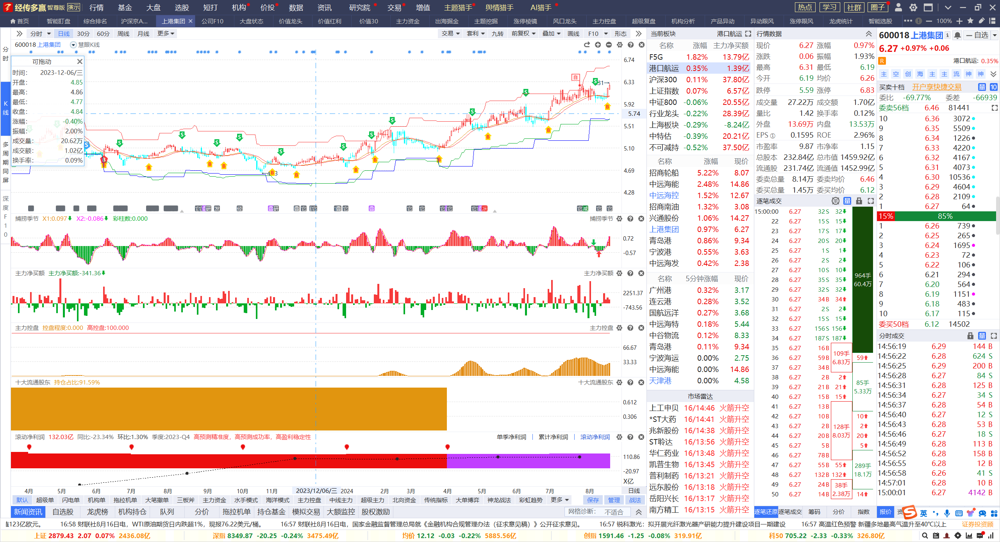 经传多赢 智尊版 演示 行情 基金 大盘 选股 短打 机构 价投 数据 资讯 研究院 交易 增值 主题猎手 舆情猎手 AI猎手 热点 学习 社群 圈子
首页 智能盯盘 综合排名 沪深京A... 上港集团 公司F10 大盘状态 价值龙头 价值红利 价值30 主力资金 出海掘金 主题挖掘 涨停棱镜 风口龙头 主力控盘 超级复盘 机构分析 产品异动 异动跟风 涨停跟风 龙虎统计 智能选股 100%
分时 日线 30分 60分 周线 月线 更多 交易 套利 九转 前复权 叠加 画线 F10 形态
分时
K线
多周期同屏
深度F10
600018 上港集团 慧眼K线
可拖动
时间: 2023-12-06/三
开盘: 4.85
最高: 4.86
最低: 4.77
收盘: 4.84
涨幅: -0.40%
振幅: 2.00%
成交量: 20.62万
成交额: 1.02亿
换手率: 0.09%
6.74
6.33
5.92
5.74
5.51
5.10
4.69
4.28
捕捞季节 X1:0.097 X2:-0.086 彩柱数:0.000 捕捞季节
0.72
-0.57
主力净买额 主力净买额:-341.36 主力净买额
2251.37
-743.56
主力控盘 控盘程度:0.000 高控盘:100.000 主力控盘
66.67
33.33
十大流通股东 持仓占比:91.59% 十大流通股东
0.612
0.306
滚动净利润 132.03亿 同比:-23.34% 环比:1.30% 季度:2023-Q4 高预测精准度，高预测成功率，高盈利稳定性 单季净利润 累计净利润 滚动净利润
110.86
-20.97
X亿
4月 5月 6月 7月 8月 9月 10月 11月 2023/12/06/三 2024 2月 3月 4月 5月 6月 7月 8月 日线
默认 超级单 闪电单 机构单 拖拉机单 大笔撤单 三板斧 主力资金 水手模式 海洋模式 主力控盘 中线主力 超级主力 北向资金 传统指标 大单博弈 神龙战法 彩虹趋势 更多 保存 管理 战法
新闻资讯 自选股 龙虎榜 机构持仓 队列 分价 拖拉机单 持仓基金 模拟交易 大额监控 股权激励 网格诊断: 不适合
当前板块 港口航运
名称 涨幅 主力净买额
F5G 1.82% 13.79亿
港口航运 0.35% 1.39亿
沪深300 0.11% 37.80亿
上证指数 0.07% 6.57亿
中证800 -0.06% 20.55亿
行业龙头 -0.22% 28.39亿
上海板块 -0.29% -8.24亿
中特估 -0.39% 20.21亿
不可减持 -0.52% 37.50亿
名称 涨幅 现价
招商轮船 5.22% 8.07
中远海能 2.48% 14.86
中远海控 1.52% 12.67
招商南油 1.32% 3.08
兴通股份 1.06% 14.27
上港集团 0.97% 6.27
青岛港 0.86% 9.34
宁波港 0.55% 3.63
中远海发 0.42% 2.38
名称 5分钟涨幅 现价
广州港 0.32% 3.17
连云港 0.28% 3.52
国航远洋 0.27% 3.68
中远海特 0.18% 5.44
中谷物流 0.12% 8.33
青岛港 0.11% 9.34
宁波海运 0.00% 2.75
中远海能 0.00% 14.86
天津港 0.00% 4.58
市场雷达
上工申贝 16/14:46 火箭升空
*ST大药 16/14:41 火箭升空
兆新股份 16/14:38 火箭升空
ST聆达 16/13:56 火箭升空
华仁药业 16/13:48 火箭升空
凯普生物 16/13:45 火箭升空
普利制药 16/13:21 火箭升空
远东股份 16/13:18 火箭升空
岳阳兴长 16/13:17 火箭升空
南方精工 16/13:15 火箭升空
行情数据
现价 6.27 涨幅 0.97%
涨跌 0.06 振幅 1.93%
最高 6.31 最低 6.19
今开 6.19 均价 6.26
跌停 5.59 涨停 6.83
成交量 27.22万 成交额 1.70亿
量比 1.42 换手率 0.12%
外盘 13.69万 内盘 13.53万
EPS① 0.1595 ROE 2.96%
市盈率 9.87 市净率 1.15
总股本 232.84亿 总市值 1459.92亿
流通股 231.74亿 流通值 1452.99亿
委卖总量 8.14万 委卖均价 6.46
委买总量 1.45万 委买均价 6.12
逐笔成交 单 量
15:00:00 6.27 32 S 32
22 6.27 15 S 15
23 6.27 17 S 17
24 6.27 20 S 20
25 6.27 1 S 1
26 6.27 2 S 2
27 6.27 10 S 10
28 6.27 35 S 35
29 6.27 32 S 32
30 6.27 34 B 34
31 6.27 2 S 2
32 6.27 15 S 15
33 6.27 156 S 156
34 6.27 187 S 187
35 6.27 16 B
36 6.27 59 B 59
37 6.27 34 B
38 6.27 2 B 2
39 6.27 21 B 21
40 6.27 15 B 15
41 6.27 13 B
42 6.27 10 B 10
43 6.27 2 B 2
44 6.27 20 B 20
45 6.27 5 B 5
46 6.27 78 B
47 6.27 55 B 55
48 6.27 132 B 132
49 6.27 24 B
50 6.27 14 B 14
964手
60.4万
109手
6.83万
85手
5.33万
128手
8.03万
289手
18.1万
38手
2.38万
逐笔还原 逐笔成交 筹码 分价 指数
600018 上港集团 自选
6.27 +0.97% +0.06
R 港口航运: 0.35%
主 空 创 海 主 主 流 神 神
买卖十档 开户享快捷交易 量 10
委比 -69.77% 委差 -66939
委卖56档 6.46 81441
10 6.36 3072
9 6.35 5509
8 6.34 1226
7 6.33 4220
6 6.32 4167
5 6.31 4073
4 6.30 10536
3 6.29 4604
2 6.28 2109
1 6.27 64
15% 85%
1 6.26 739
2 6.25 265
3 6.24 1695
4 6.23 72
5 6.22 106
6 6.21 294
7 6.20 564
8 6.19 1151
9 6.18 483
10 6.17 115
委买50档 6.12 14502
分时成交 量
14:56:19 6.29 144 B
14:56:22 6.28 624 S
14:56:25 6.29 200 B
14:56:28 6.27 84 S
14:56:31 6.28 125 B
14:56:34 6.27 34 S
14:56:37 6.28 54 B
14:56:40 6.27 12 S
14:56:43 6.28 53 B
14:56:46 6.27 18 S
14:56:49 6.28 113 B
14:56:52 6.28 158 B
14:56:55 6.28 12 B
14:56:58 6.26 41 S
14:57:01 6.28 10 B
15:00:01 6.27 4142 B
报价 英
值123亿欧元。 16:58 财联社8月16日电，WTI原油期货日内跌超1%，现报76.22美元/桶。 16:57 财联社8月16日电，国家金融监督管理总局就《金融机构合规管理办法（征求意见稿）》公开征求意见。 16:57 锐科激光：拟开展光纤激光器产研能力提升建设项目一期建设 16:57 高温红色预警 新疆多地最高气温升至40℃以上 证券投资顾
上证 2879.43 2.07 0.07% 2436.08亿 深指 8349.87 -20.25 -0.24% 3475.49亿 均价 12.12 -0.03 -0.22% 5885.56亿 创指 1591.46 -1.25 -0.08% 319.91亿 科50 705.22 -2.33 -0.33% 326.80亿